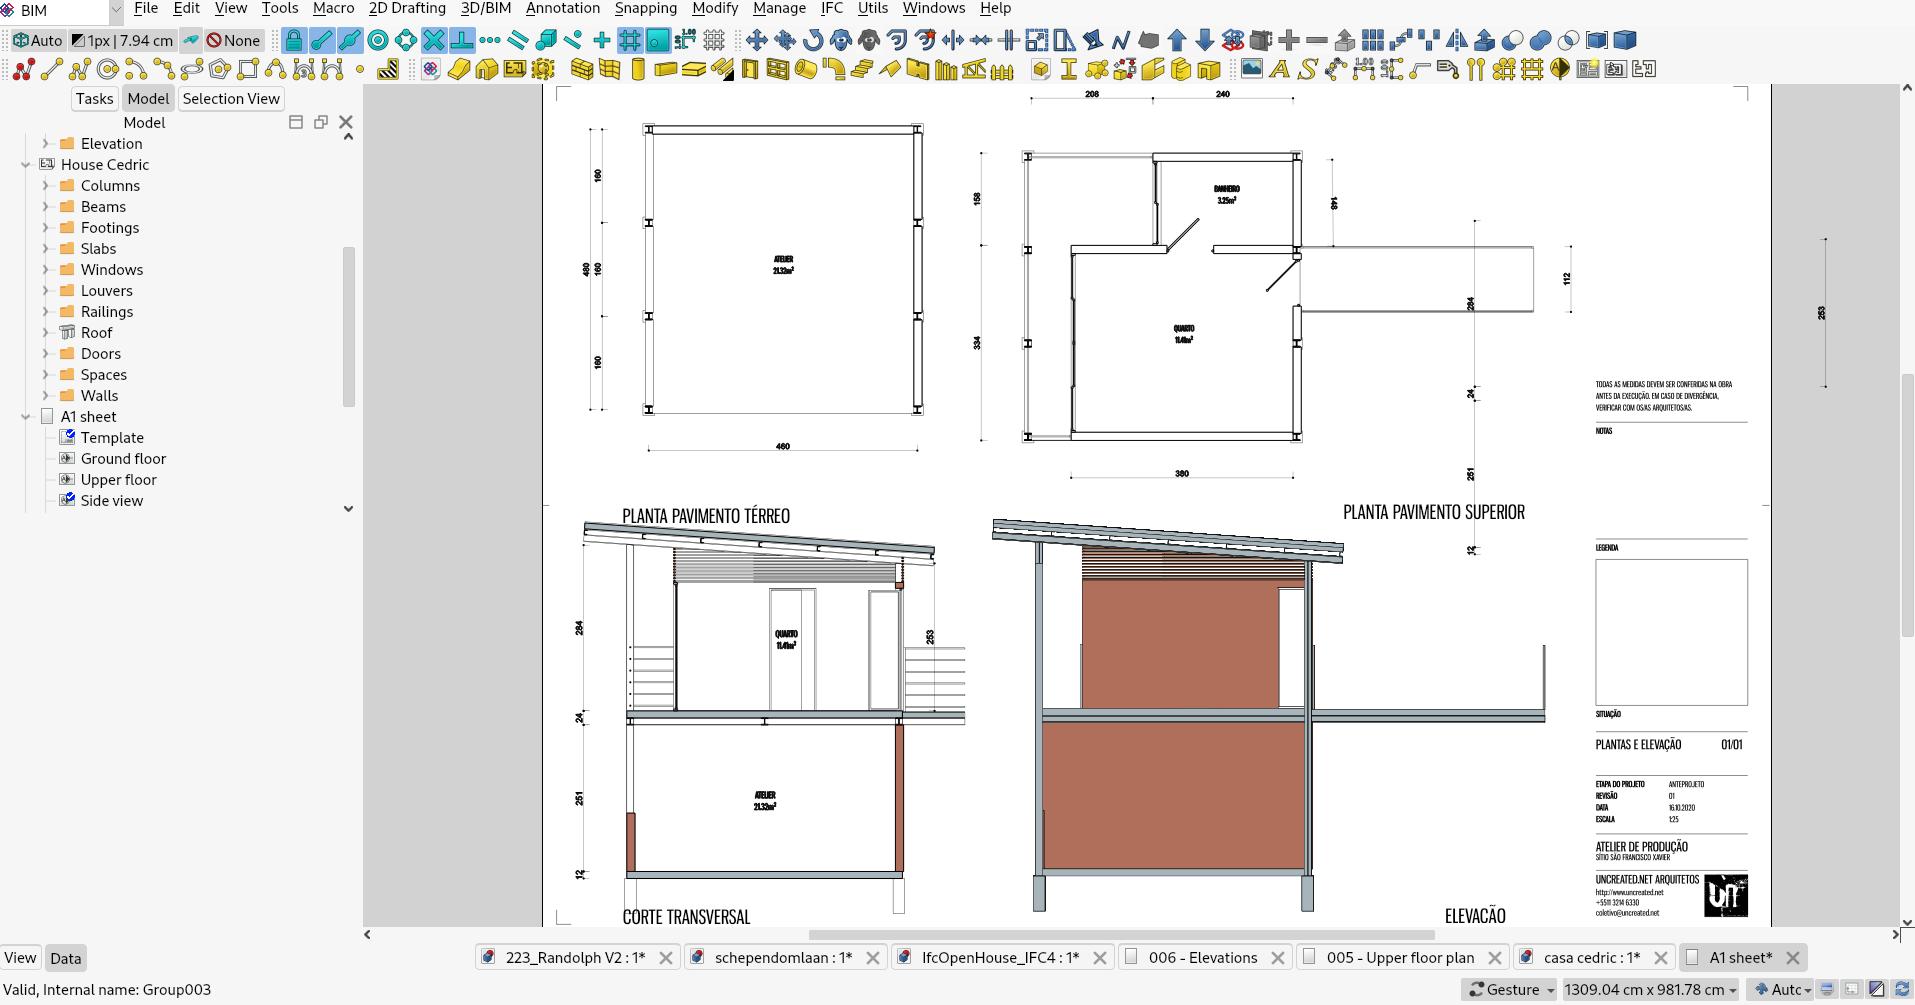 BIM
File Edit View Tools Macro 2D Drafting 3D/BIM Annotation Snapping Modify Manage IFC Utils Windows Help
Auto 1px | 7.94 cm None
Tasks Model Selection View
Model
Elevation
House Cedric
Columns
Beams
Footings
Slabs
Windows
Louvers
Railings
Roof
Doors
Spaces
Walls
A1 sheet
Template
Ground floor
Upper floor
Side view
208 240
160
480 160
160
ATELIER
21.32m²
460
158
334
BANHEIRO
3.25m²
148
QUARTO
11.41m²
380
112
253
284
24
251
12
PLANTA PAVIMENTO TÉRREO
PLANTA PAVIMENTO SUPERIOR
284
24
251
12
QUARTO
11.41m²
253
ATELIER
21.32m²
CORTE TRANSVERSAL
ELEVAÇÃO
TODAS AS MEDIDAS DEVEM SER CONFERIDAS NA OBRA
ANTES DA EXECUÇÃO. EM CASO DE DIVERGÊNCIA,
VERIFICAR COM OS/AS ARQUITETOS/AS.
NOTAS
LEGENDA
SITUAÇÃO
PLANTAS E ELEVAÇÃO 01/01
ETAPA DO PROJETO ANTEPROJETO
REVISÃO 01
DATA 16.10.2020
ESCALA 1:25
ATELIER DE PRODUÇÃO
SÍTIO SÃO FRANCISCO XAVIER
UNCREATED.NET ARQUITETOS
http://www.uncreated.net
+5511 3214 6330
coletivo@uncreated.net
un
View Data
223_Randolph V2 : 1* schependomlaan : 1* IfcOpenHouse_IFC4 : 1* 006 - Elevations 005 - Upper floor plan casa cedric : 1* A1 sheet*
Valid, Internal name: Group003
Gesture 1309.04 cm x 981.78 cm Autc